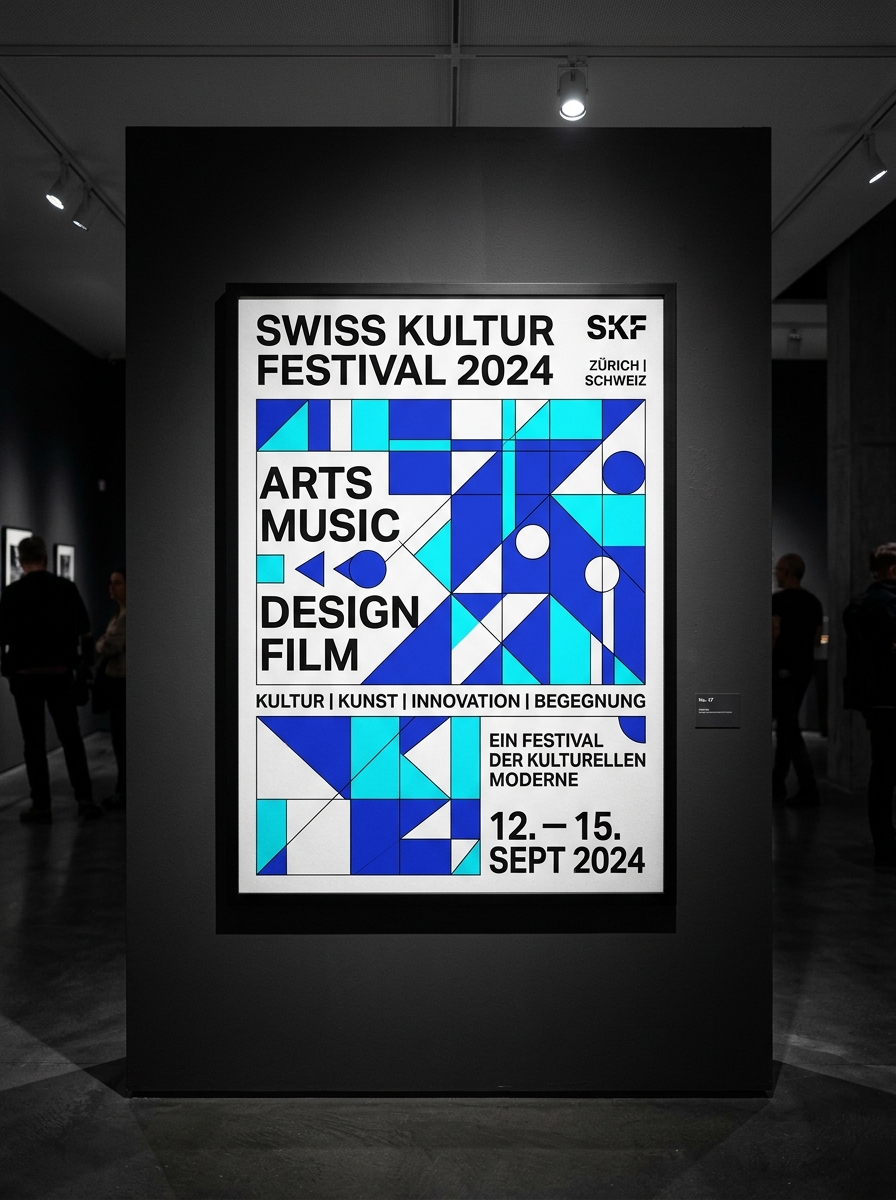 SWISS KULTUR
FESTIVAL 2024
SKF
ZÜRICH |
SCHWEIZ
ARTS
MUSIC
DESIGN
FILM
KULTUR | KUNST | INNOVATION | BEGEGNUNG
EIN FESTIVAL
DER KULTURELLEN
MODERNE
12. – 15.
SEPT 2024